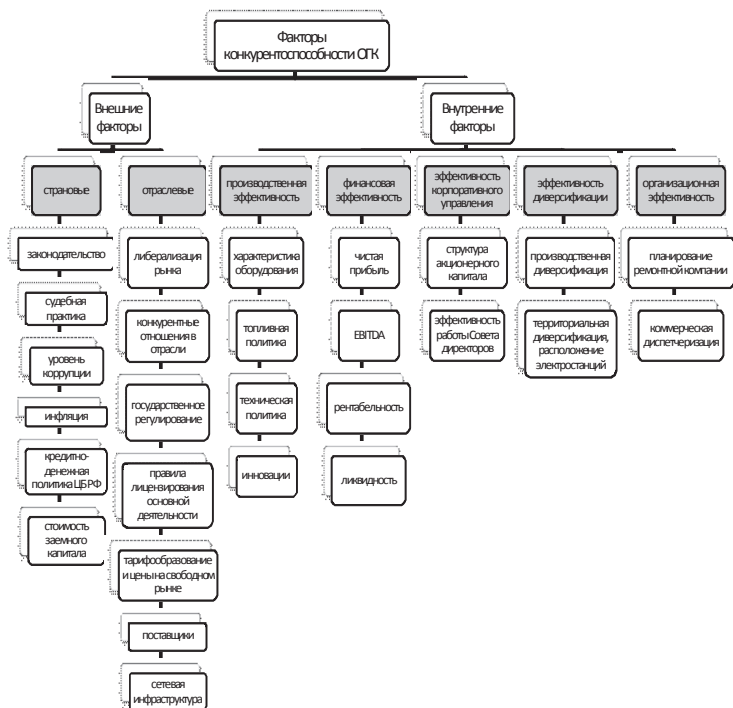 Факторы
конкурентоспособности ОГК
Внешние
факторы
Внутренние
факторы
страновые
отраслевые
производственная
эффективность
финансовая
эффективность
эффективность
корпоративного
управления
эффективность
диверсификации
организационная
эффективность
законодательство
судебная
практика
уровень
коррупции
инфляция
кредитно-
денежная
политика ЦБ РФ
стоимость
заемного
капитала
либерализация
рынка
конкурентные
отношения в
отрасли
государственное
регулирование
правила
лицензирования
основной
деятельности
тарифообразование
и цены на свободном
рынке
поставщики
сетевая
инфраструктура
характеристика
оборудования
топливная
политика
техническая
политика
инновации
чистая
прибыль
EBITDA
рентабельность
ликвидность
структура
акционерного
капитала
эффективность
работы Совета
директоров
производственная
диверсификация
территориальная
диверсификация,
расположение
электростанций
планирование
ремонтной компании
коммерческая
диспетчеризация